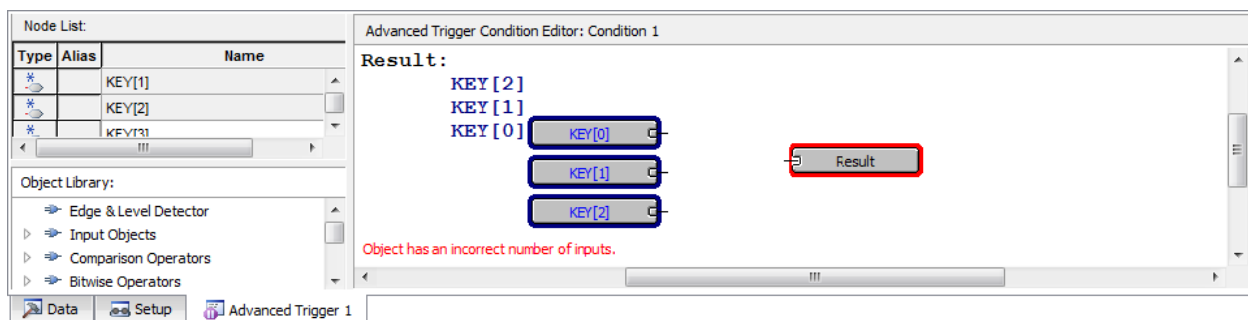 Node List:
Type Alias Name
KEY[1]
KEY[2]
KEY[3]
Object Library:
Edge & Level Detector
Input Objects
Comparison Operators
Bitwise Operators
Advanced Trigger Condition Editor: Condition 1
Result:
KEY[2]
KEY[1]
KEY[0]
KEY[0]
KEY[1]
KEY[2]
Result
Object has an incorrect number of inputs.
Data Setup Advanced Trigger 1